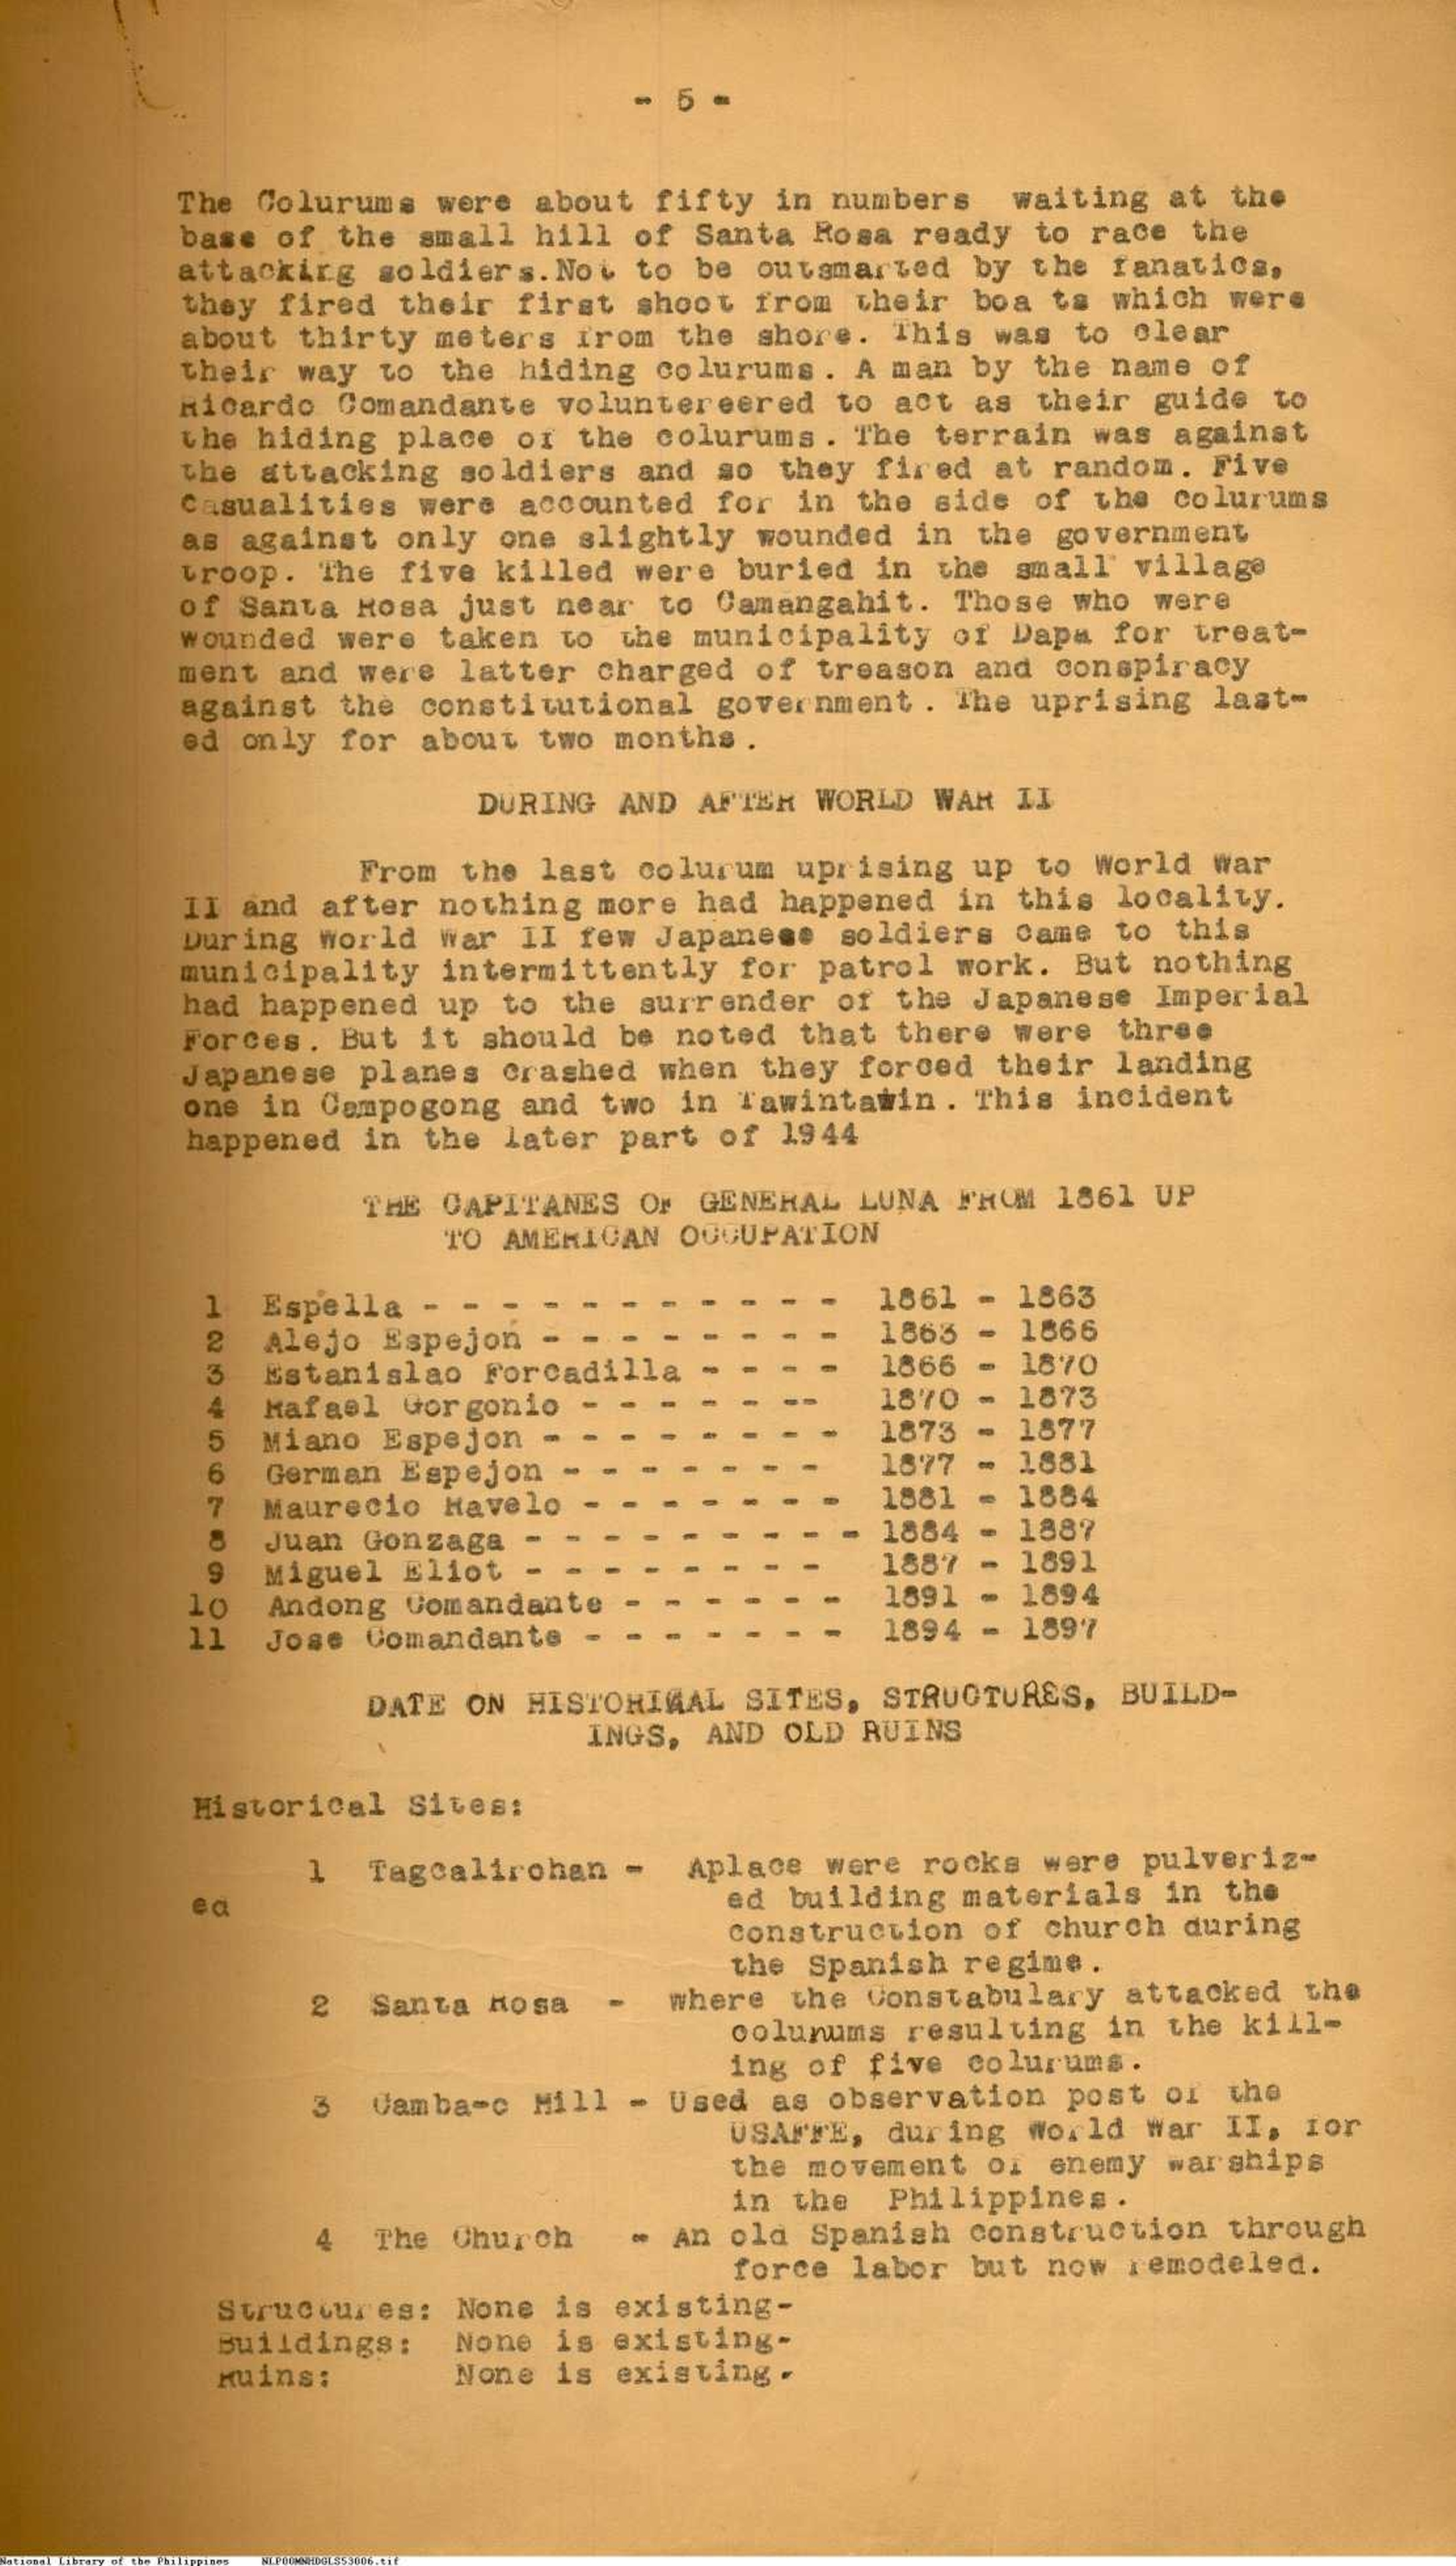 - 5 -
The Colurums were about fifty in numbers waiting at the
base of the small hill of Santa Rosa ready to race the
attacking soldiers.Not to be outsmarted by the fanatics,
they fired their first shoot from their boa ts which were
about thirty meters from the shore. This was to clear
their way to the hiding colurums. A man by the name of
Ricardo Comandante voluntereered to act as their guide to
the hiding place of the colurums. The terrain was against
the attacking soldiers and so they fired at random. Five
casualities were accounted for in the side of the colurums
as against only one slightly wounded in the government
troop. The five killed were buried in the small village
of Santa Rosa just near to Camangahit. Those who were
wounded were taken to the municipality of Dapa for treat-
ment and were latter charged of treason and conspiracy
against the constitutional government. The uprising last-
ed only for about two months.
DURING AND AFTER WORLD WAR II
From the last colurum uprising up to World War
II and after nothing more had happened in this locality.
During World War II few Japanese soldiers came to this
municipality intermittently for patrol work. But nothing
had happened up to the surrender of the Japanese Imperial
Forces. But it should be noted that there were three
Japanese planes crashed when they forced their landing
one in Campogong and two in Tawintawin. This incident
happened in the later part of 1944
THE CAPITANES OF GENERAL LUNA FROM 1861 UP
TO AMERICAN OCCUPATION
1 Espella - - - - - - - - - - - 1861 - 1863
2 Alejo Espejon - - - - - - - - 1863 - 1866
3 Estanislao Forcadilla - - - - 1866 - 1870
4 Rafael Gorgonio - - - - - -- 1870 - 1873
5 Miano Espejon - - - - - - - - 1873 - 1877
6 German Espejon - - - - - - - 1877 - 1881
7 Maurecio Ravelo - - - - - - - 1881 - 1884
8 Juan Gonzaga - - - - - - - - - 1884 - 1887
9 Miguel Eliot - - - - - - - - 1887 - 1891
10 Andong Comandante - - - - - - 1891 - 1894
11 Jose Comandante - - - - - - - 1894 - 1897
DATE ON HISTORICAL SITES, STRUCTURES, BUILD-
INGS, AND OLD RUINS
Historical Sites:
1 Tagcalirohan - Aplace were rocks were pulveriz-
ed ed building materials in the
construction of church during
the Spanish regime.
2 Santa Rosa - Where the Constabulary attacked the
colurums resulting in the kill-
ing of five colurums.
3 Camba-c Hill - Used as observation post of the
USAFFE, during World War II, for
the movement of enemy warships
in the Philippines.
4 The Church - An old Spanish construction through
force labor but now remodeled.
Structures: None is existing-
Buildings: None is existing-
Ruins: None is existing.
National Library of the Philippines NLP00MNHDGLS53006.tif